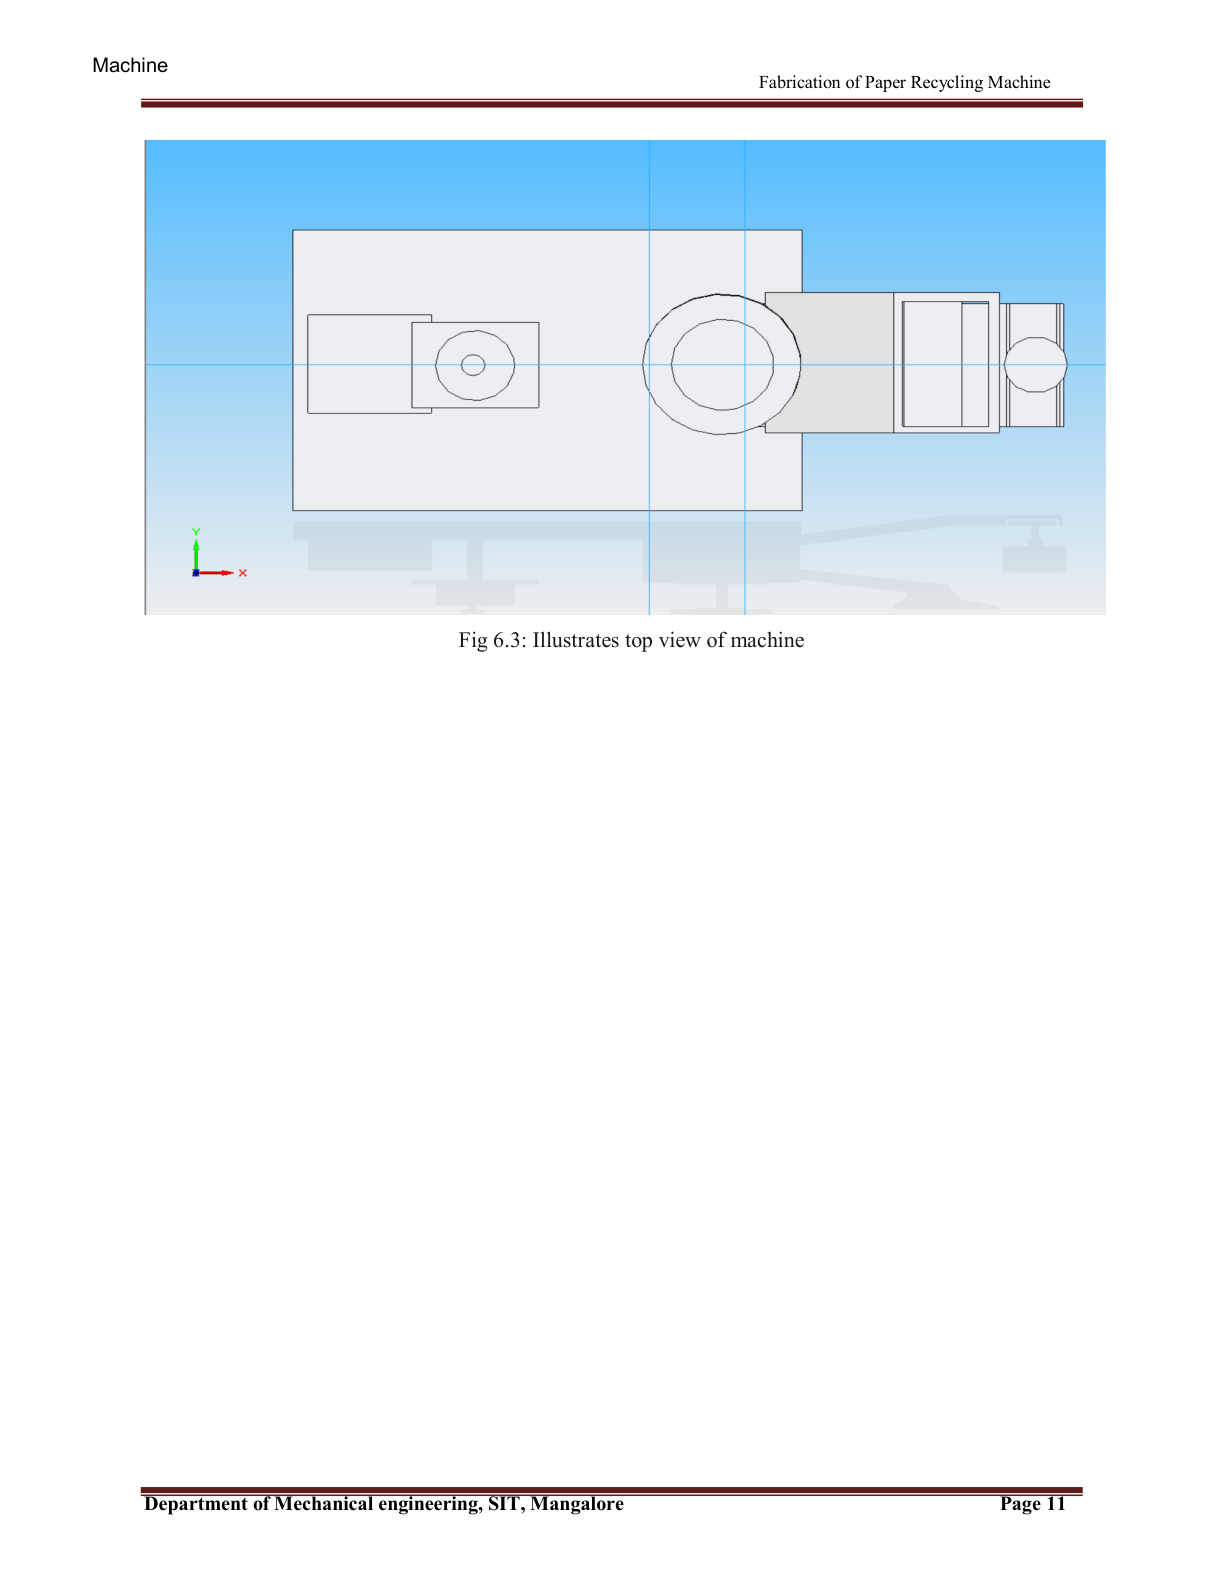 Machine
Fabrication of Paper Recycling Machine
Y
X
Fig 6.3: Illustrates top view of machine
Department of Mechanical engineering, SIT, Mangalore Page 11